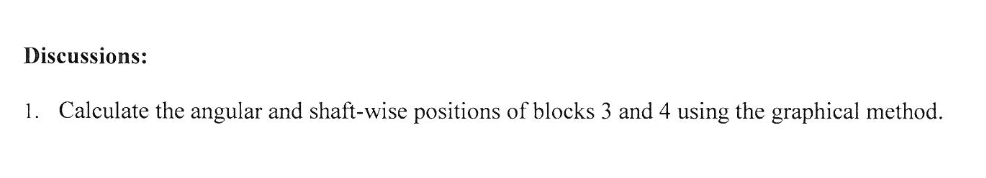 Discussions:
1. Calculate the angular and shaft-wise positions of blocks 3 and 4 using the graphical method.